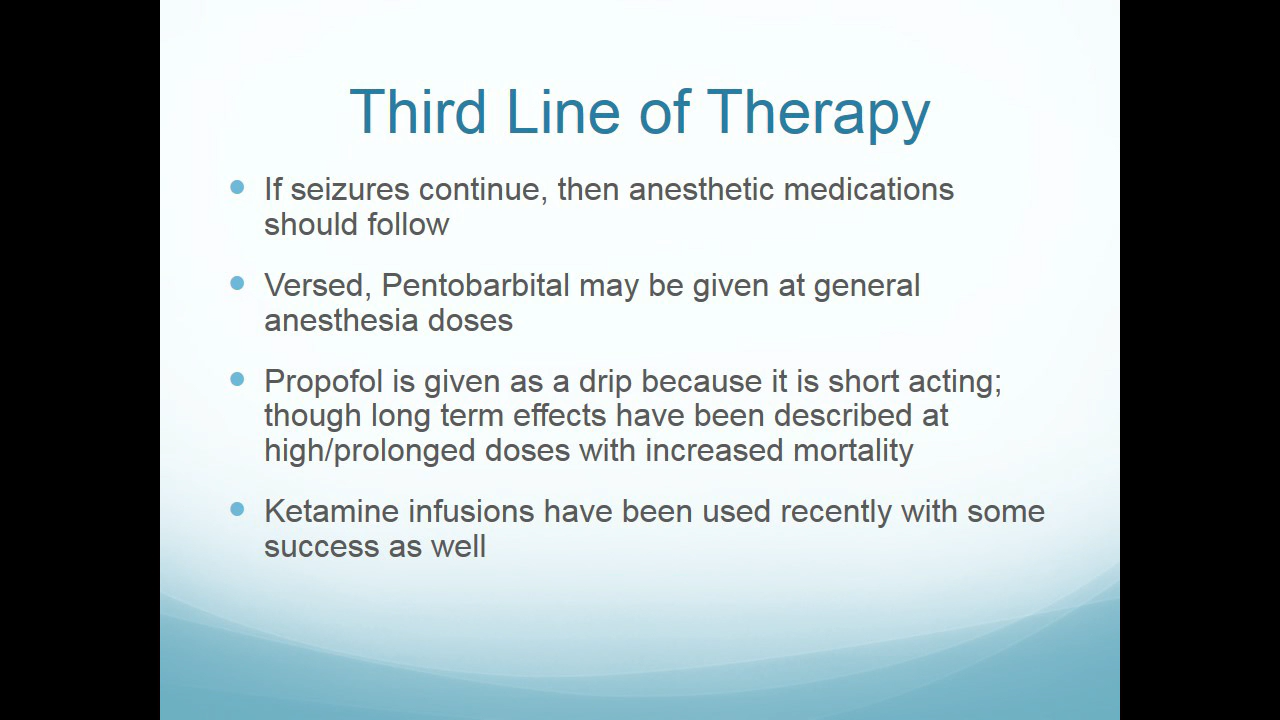 Third Line of Therapy
If seizures continue, then anesthetic medications
should follow
Versed, Pentobarbital may be given at general
anesthesia doses
Propofol is given as a drip because it is short acting;
though long term effects have been described at
high/prolonged doses with increased mortality
Ketamine infusions have been used recently with some
success as well